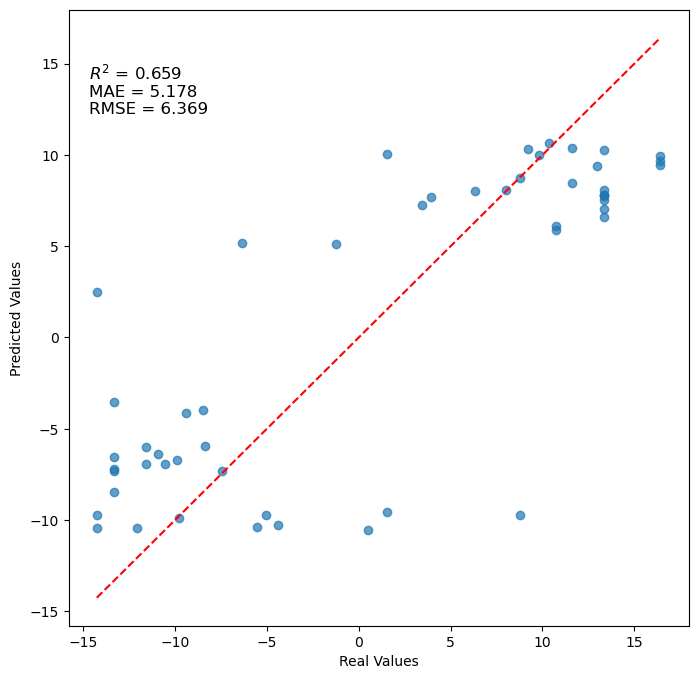 R² = 0.659
MAE = 5.178
RMSE = 6.369
15
10
5
0
−5
−10
−15
Predicted Values
−15 −10 −5 0 5 10 15
Real Values